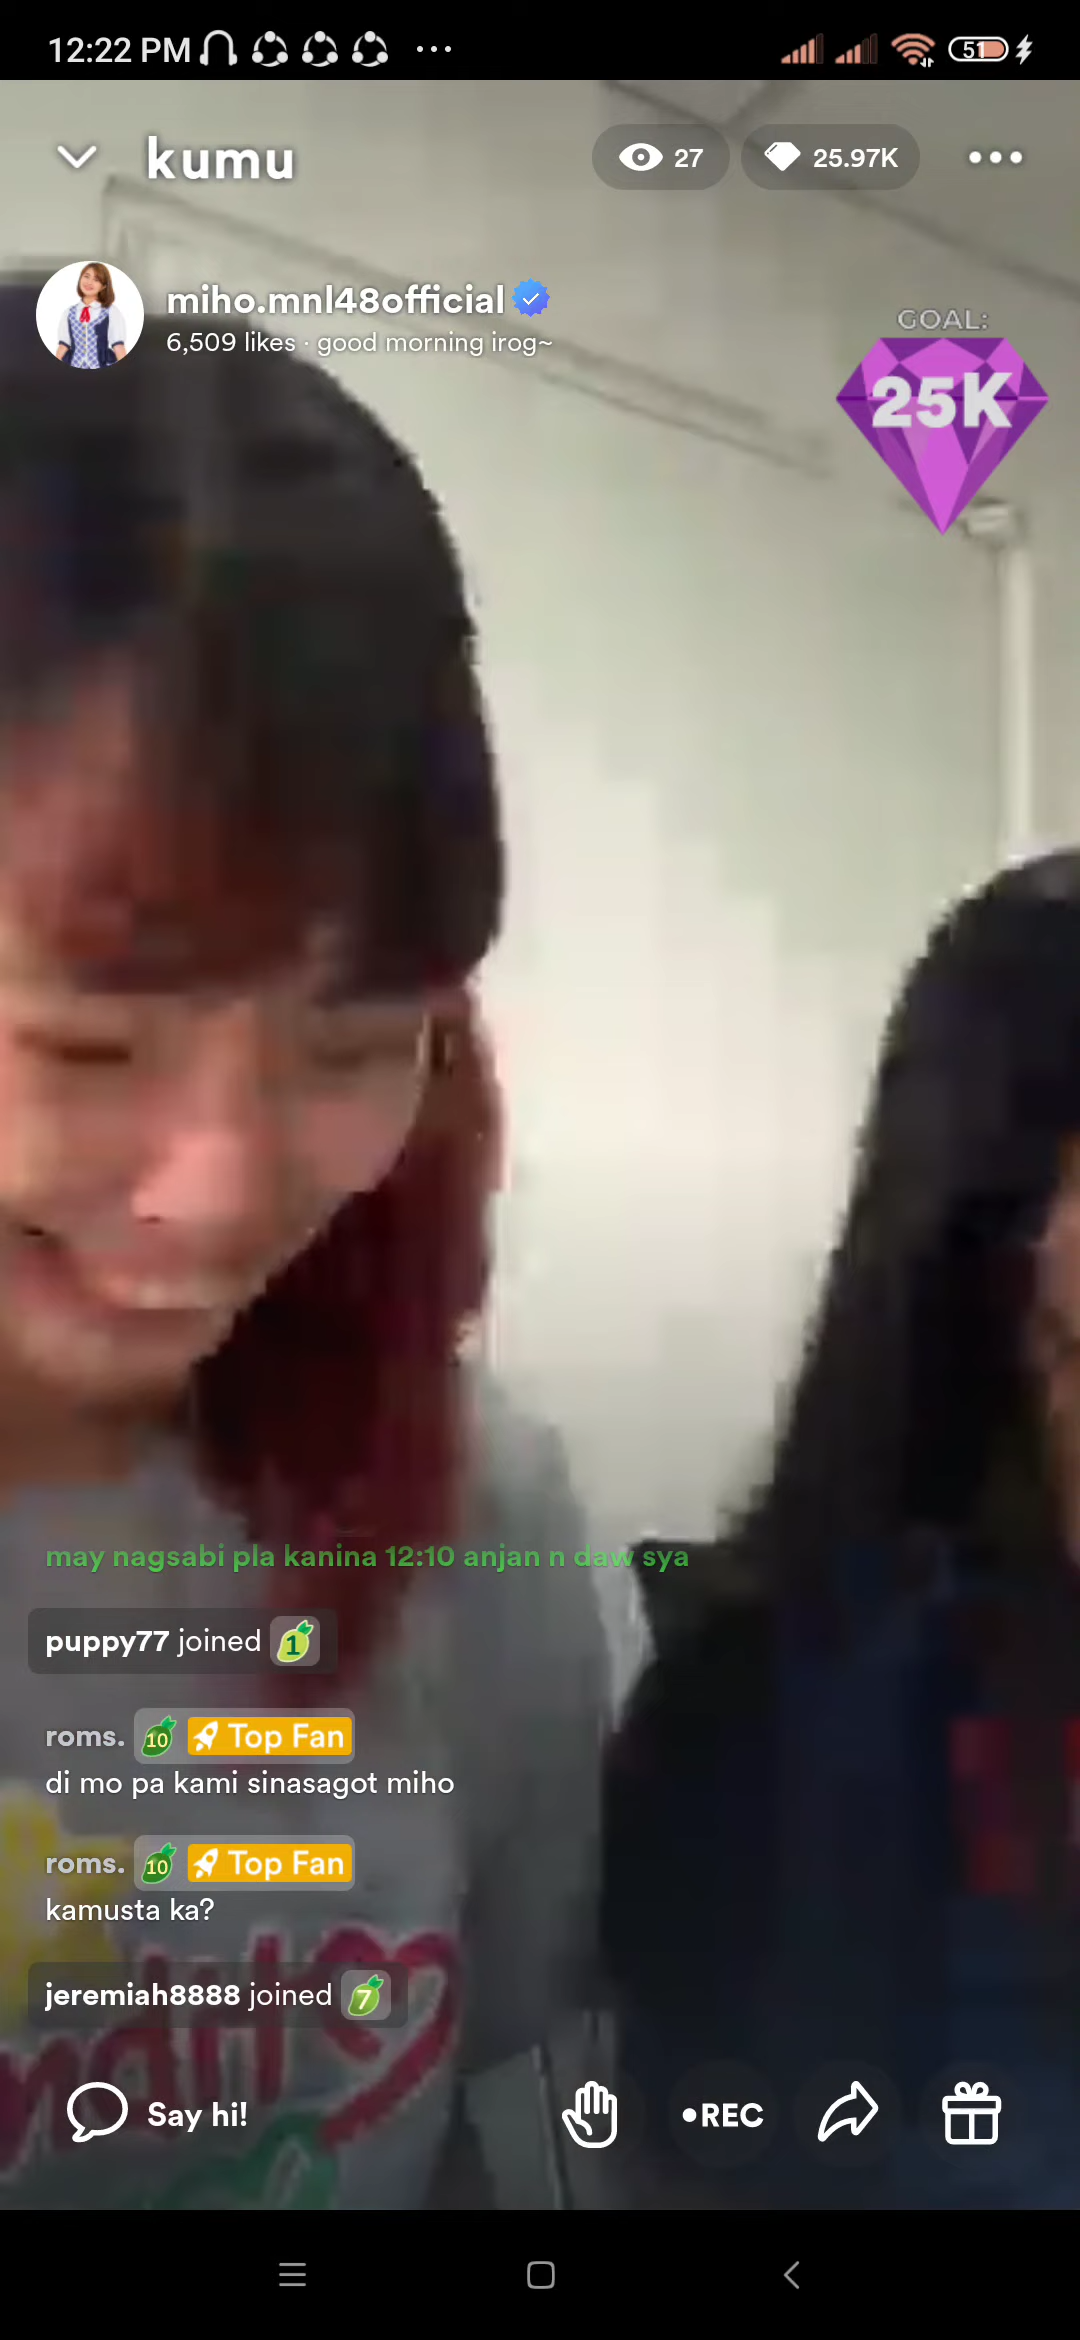 12:22 PM
51
kumu
27
25.97K
miho.mnl48official
6,509 likes · good morning irog~
GOAL:
25K
may nagsabi pla kanina 12:10 anjan n daw sya
puppy77 joined 1
roms. 10 Top Fan
di mo pa kami sinasagot miho
roms. 10 Top Fan
kamusta ka?
jeremiah8888 joined 7
Say hi!
•REC